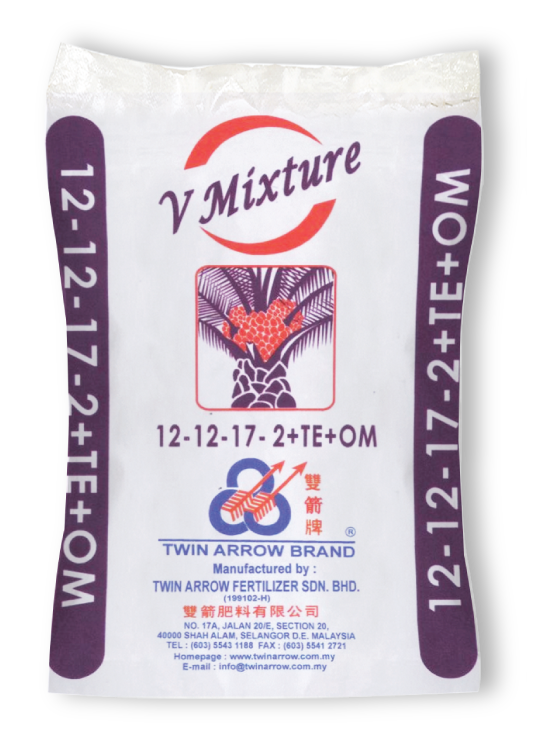 V Mixture
12-12-17-2+TE+OM
12-12-17-2+TE+OM
12-12-17- 2+TE+OM
雙
箭
牌
®
TWIN ARROW BRAND
Manufactured by :
TWIN ARROW FERTILIZER SDN. BHD.
(199102-H)
雙箭肥料有限公司
NO. 17A, JALAN 20/E, SECTION 20,
40000 SHAH ALAM, SELANGOR D.E. MALAYSIA
TEL : (603) 5543 1188 FAX : (603) 5541 2721
Homepage : www.twinarrow.com.my
E-mail : info@twinarrow.com.my